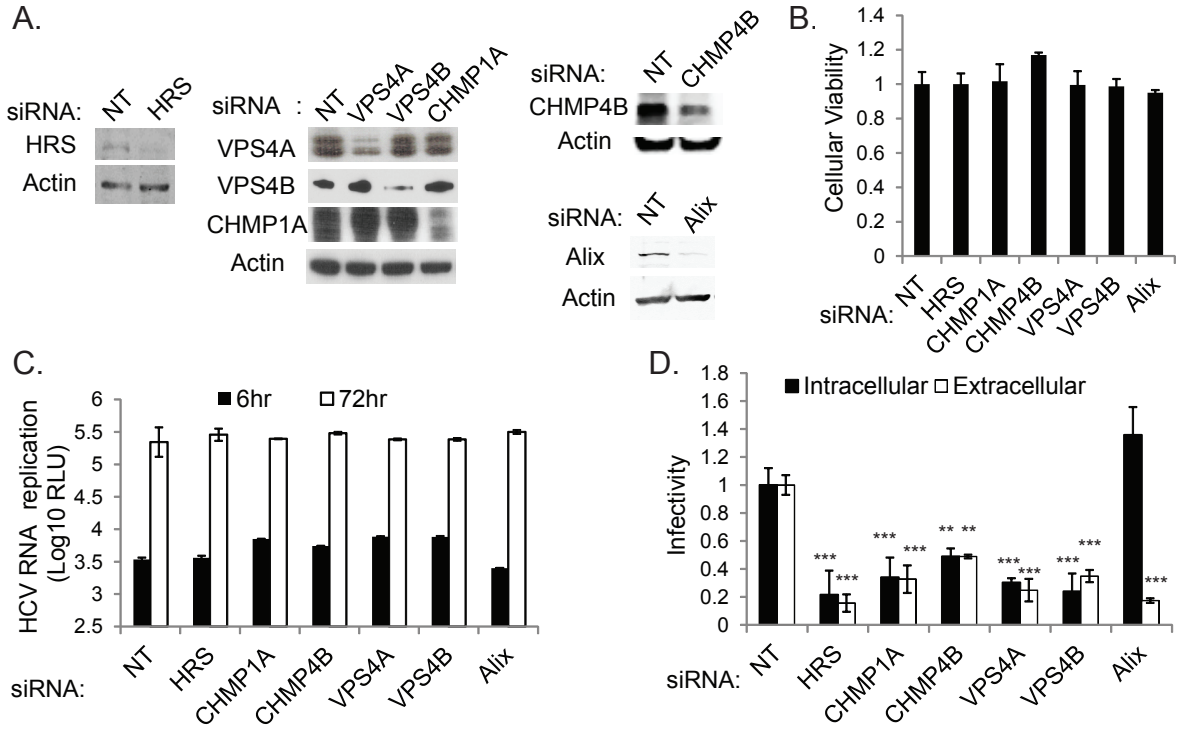 A.
siRNA: NT HRS
HRS
Actin
siRNA : NT VPS4A VPS4B CHMP1A
VPS4A
VPS4B
CHMP1A
Actin
siRNA: NT CHMP4B
CHMP4B
Actin
siRNA: NT Alix
Alix
Actin
B.
Cellular Viability
1.4
1.2
1
0.8
0.6
0.4
0.2
0
siRNA: NT HRS CHMP1A CHMP4B VPS4A VPS4B Alix
C.
HCV RNA replication
(Log10 RLU)
6hr 72hr
6
5.5
5
4.5
4
3.5
3
2.5
siRNA: NT HRS CHMP1A CHMP4B VPS4A VPS4B Alix
D.
Infectivity
Intracellular Extracellular
1.8
1.6
1.4
1.2
1
0.8
0.6
0.4
0.2
0
*** *** *** *** ** ** *** *** *** *** ***
siRNA: NT HRS CHMP1A CHMP4B VPS4A VPS4B Alix